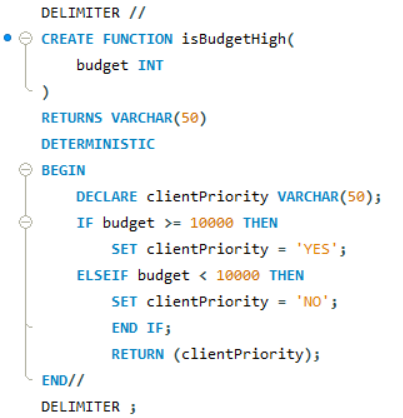 DELIMITER //
CREATE FUNCTION isBudgetHigh(
budget INT
)
RETURNS VARCHAR(50)
DETERMINISTIC
BEGIN
DECLARE clientPriority VARCHAR(50);
IF budget >= 10000 THEN
SET clientPriority = 'YES';
ELSEIF budget < 10000 THEN
SET clientPriority = 'NO';
END IF;
RETURN (clientPriority);
END//
DELIMITER ;